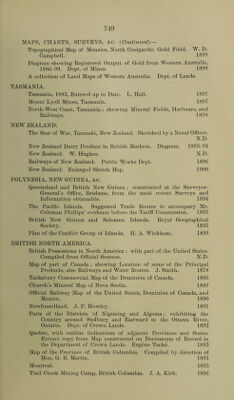 749
MAPS, CHARTS, SURVEYS, &C. (Continued)—
Topographical Map of Menzies, North Coolgardie Gold Field. W. D.
Campbell. 1899
Diagram showing Registered Output of Gold from Western Australia,
1886-99. Dept. of Mines. 1899
A collection of Land Maps of Western Australia. Dept. of Lands.
TASMANIA.
Tasmania, 1883, Entered up to Date. L. Hall. 1891
Mount Lyell Mines, Tasmania. 1897
North-West Coast, Tasmania; showing Mineral Fields, Harbours, and
Railways. 1898
NEW ZEALAND.
The Seat of War, Taranaki, New Zealand. Sketched by a Naval Officer.
N.D.
New Zealand Dairy Produce in British Markets. Diagram. 1893-94
New Zealand. W. Hughes. N.D.
Railways of New Zealand. Public Works Dept. 1896
New Zealand. Enlarged Sketch Map. 1900
POLYNESIA, NEW GUINEA, &C.
Queensland and British New Guinea: constructed at the Surveyor-
General's Office, Brisbane, from the most recent Surveys and
Information obtainable. 1896
The Pacific Islands. Suggested Trade Routes to accompany Mr.
Coleman Phillips' evidence before the Tariff Commission. 1895
British New Guinea and Solomon Islands. Royal Geographical
Society. 1895
Plan of the Conflict Group of Islands. H. A. Wickham. 1899
BRITISH NORTH AMERICA.
British Possessions in North America; with part of the United States.
Compiled from Official Sources. N.D.
Map of part of Canada: showing Location of some of the Principal
Products, also Railways and Water Routes. J. Smith. 1878
Tackabury Commercial Map of the Dominion of Canada. 1885
Church's Mineral Map of Nova Scotia. 1889
Official Railway Map of the United States, Dominion of Canada, and
Mexico. 1890
Newfoundland. J. P. Howley. 1891
Parts of the Districts of Nipissing and Algoma: exhibiting the
Country around Sudbury and Eastward to the Ottawa River,
Ontario. Dept. of Crown Lands. 1892
Quebec, with outline indications of adjacent Provinces and States.
Extract copy from Map constructed on Documents of Record in
the Department of Crown Lands. Eugène Taché. 1893
Map of the Province of British Columbia. Compiled by direction of
Hon. G. B. Martin. 1893
Montreal. 1895
Trail Creek Mining Camp, British Columbia. J. A. Kirk. 1896